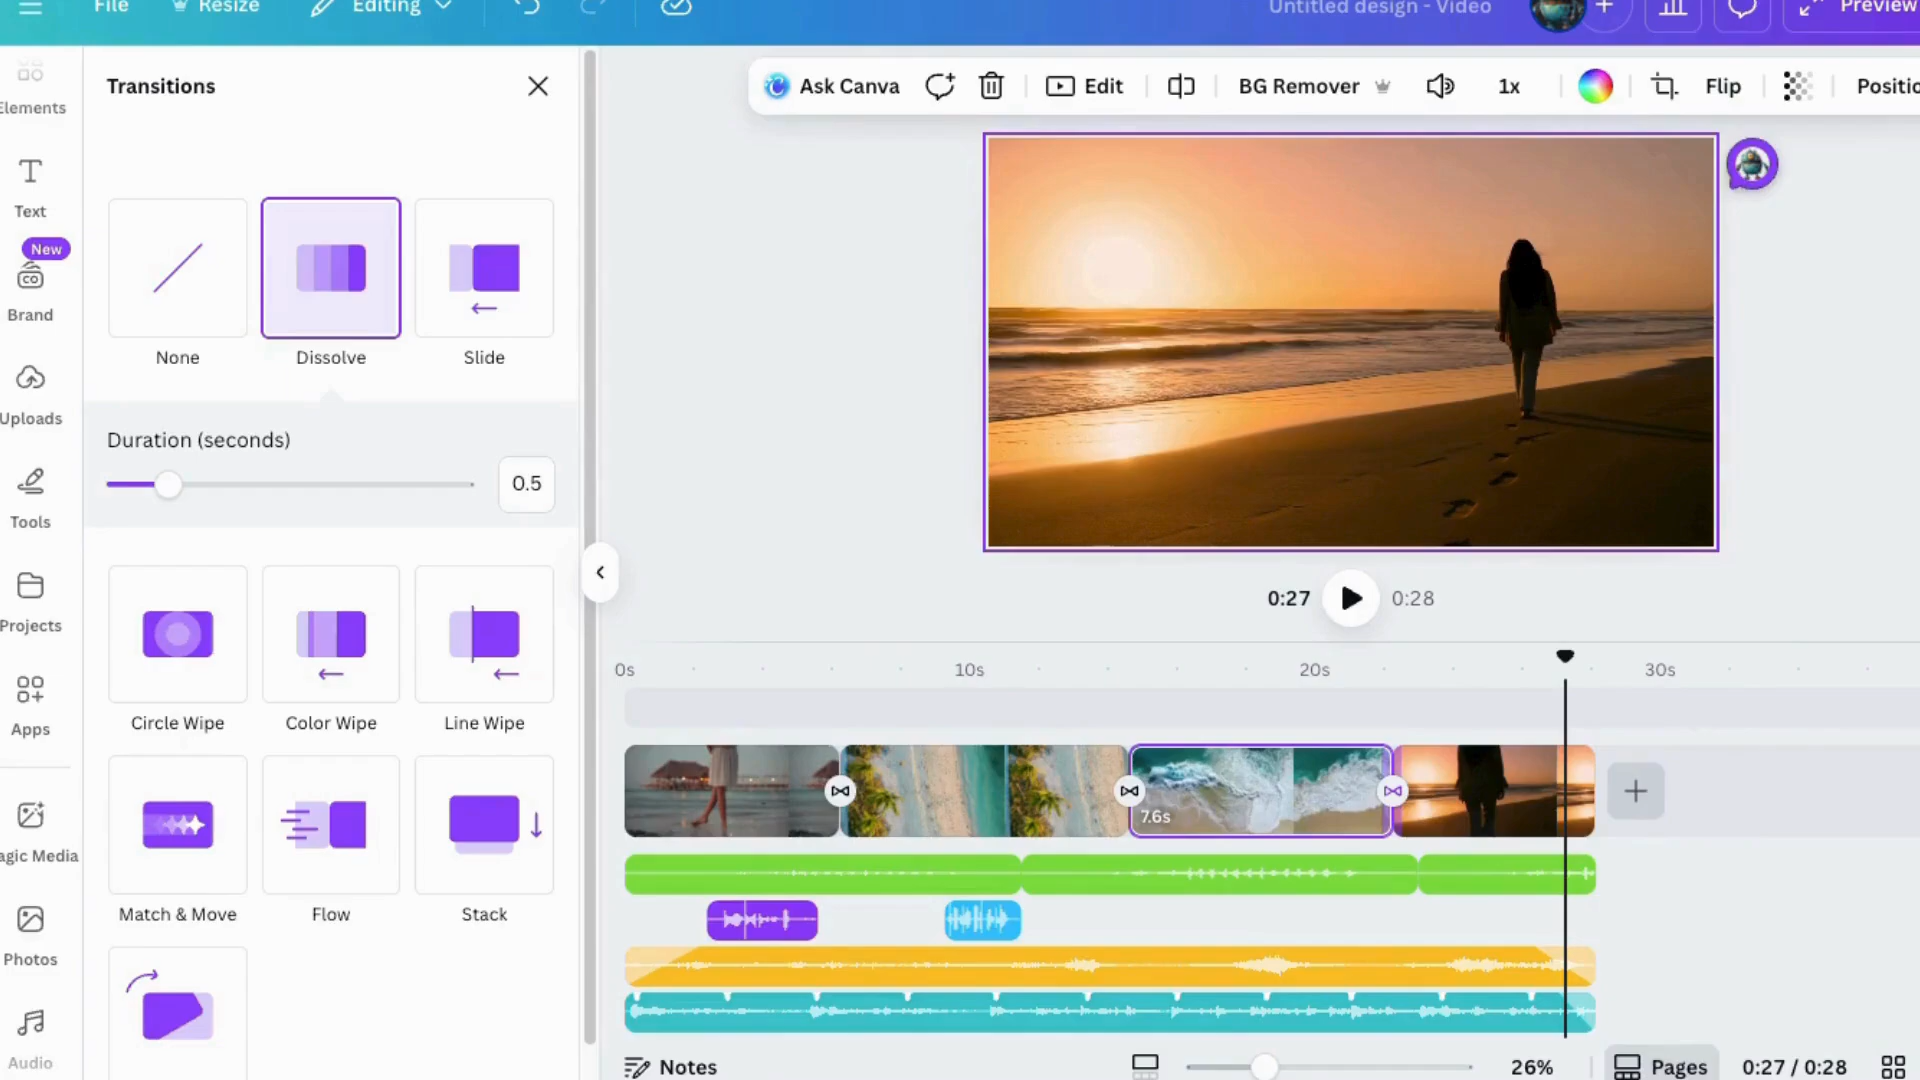 File
Resize
Editing
Untitled design - Video
Preview
Elements
Text
New
Brand
Uploads
Tools
Projects
Apps
agic Media
Photos
Audio
Transitions
None
Dissolve
Slide
Duration (seconds)
0.5
Circle Wipe
Color Wipe
Line Wipe
Match & Move
Flow
Stack
Ask Canva
Edit
BG Remover
1x
Flip
Positio
0:27
0:28
0s
10s
20s
30s
7.6s
Notes
26%
Pages
0:27 / 0:28